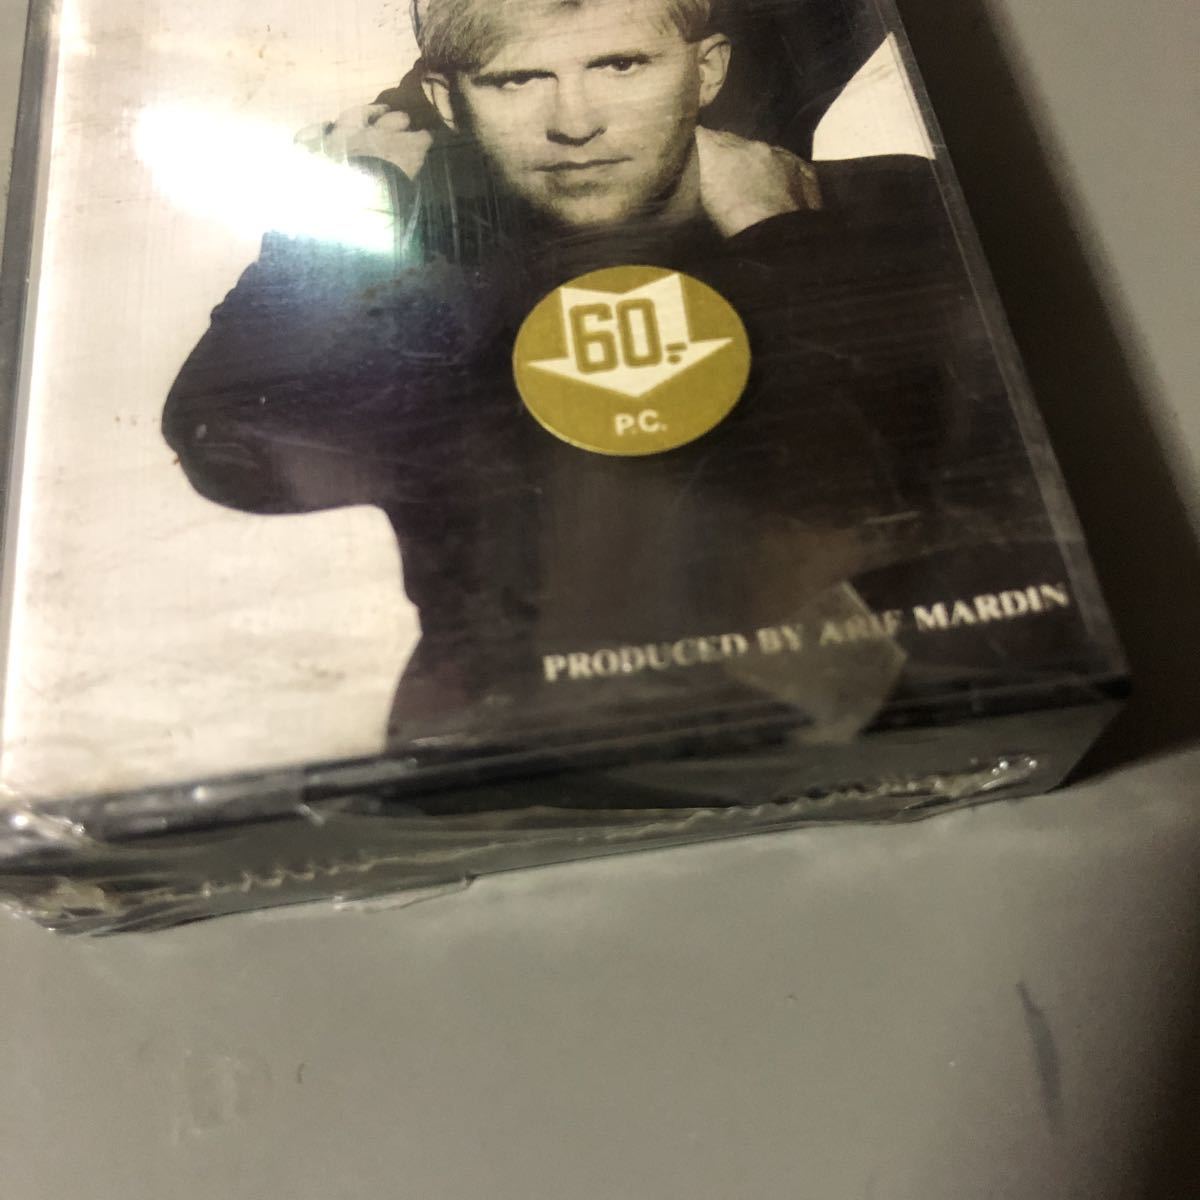 60.-
P.C.
PRODUCED BY ARIF MARDIN